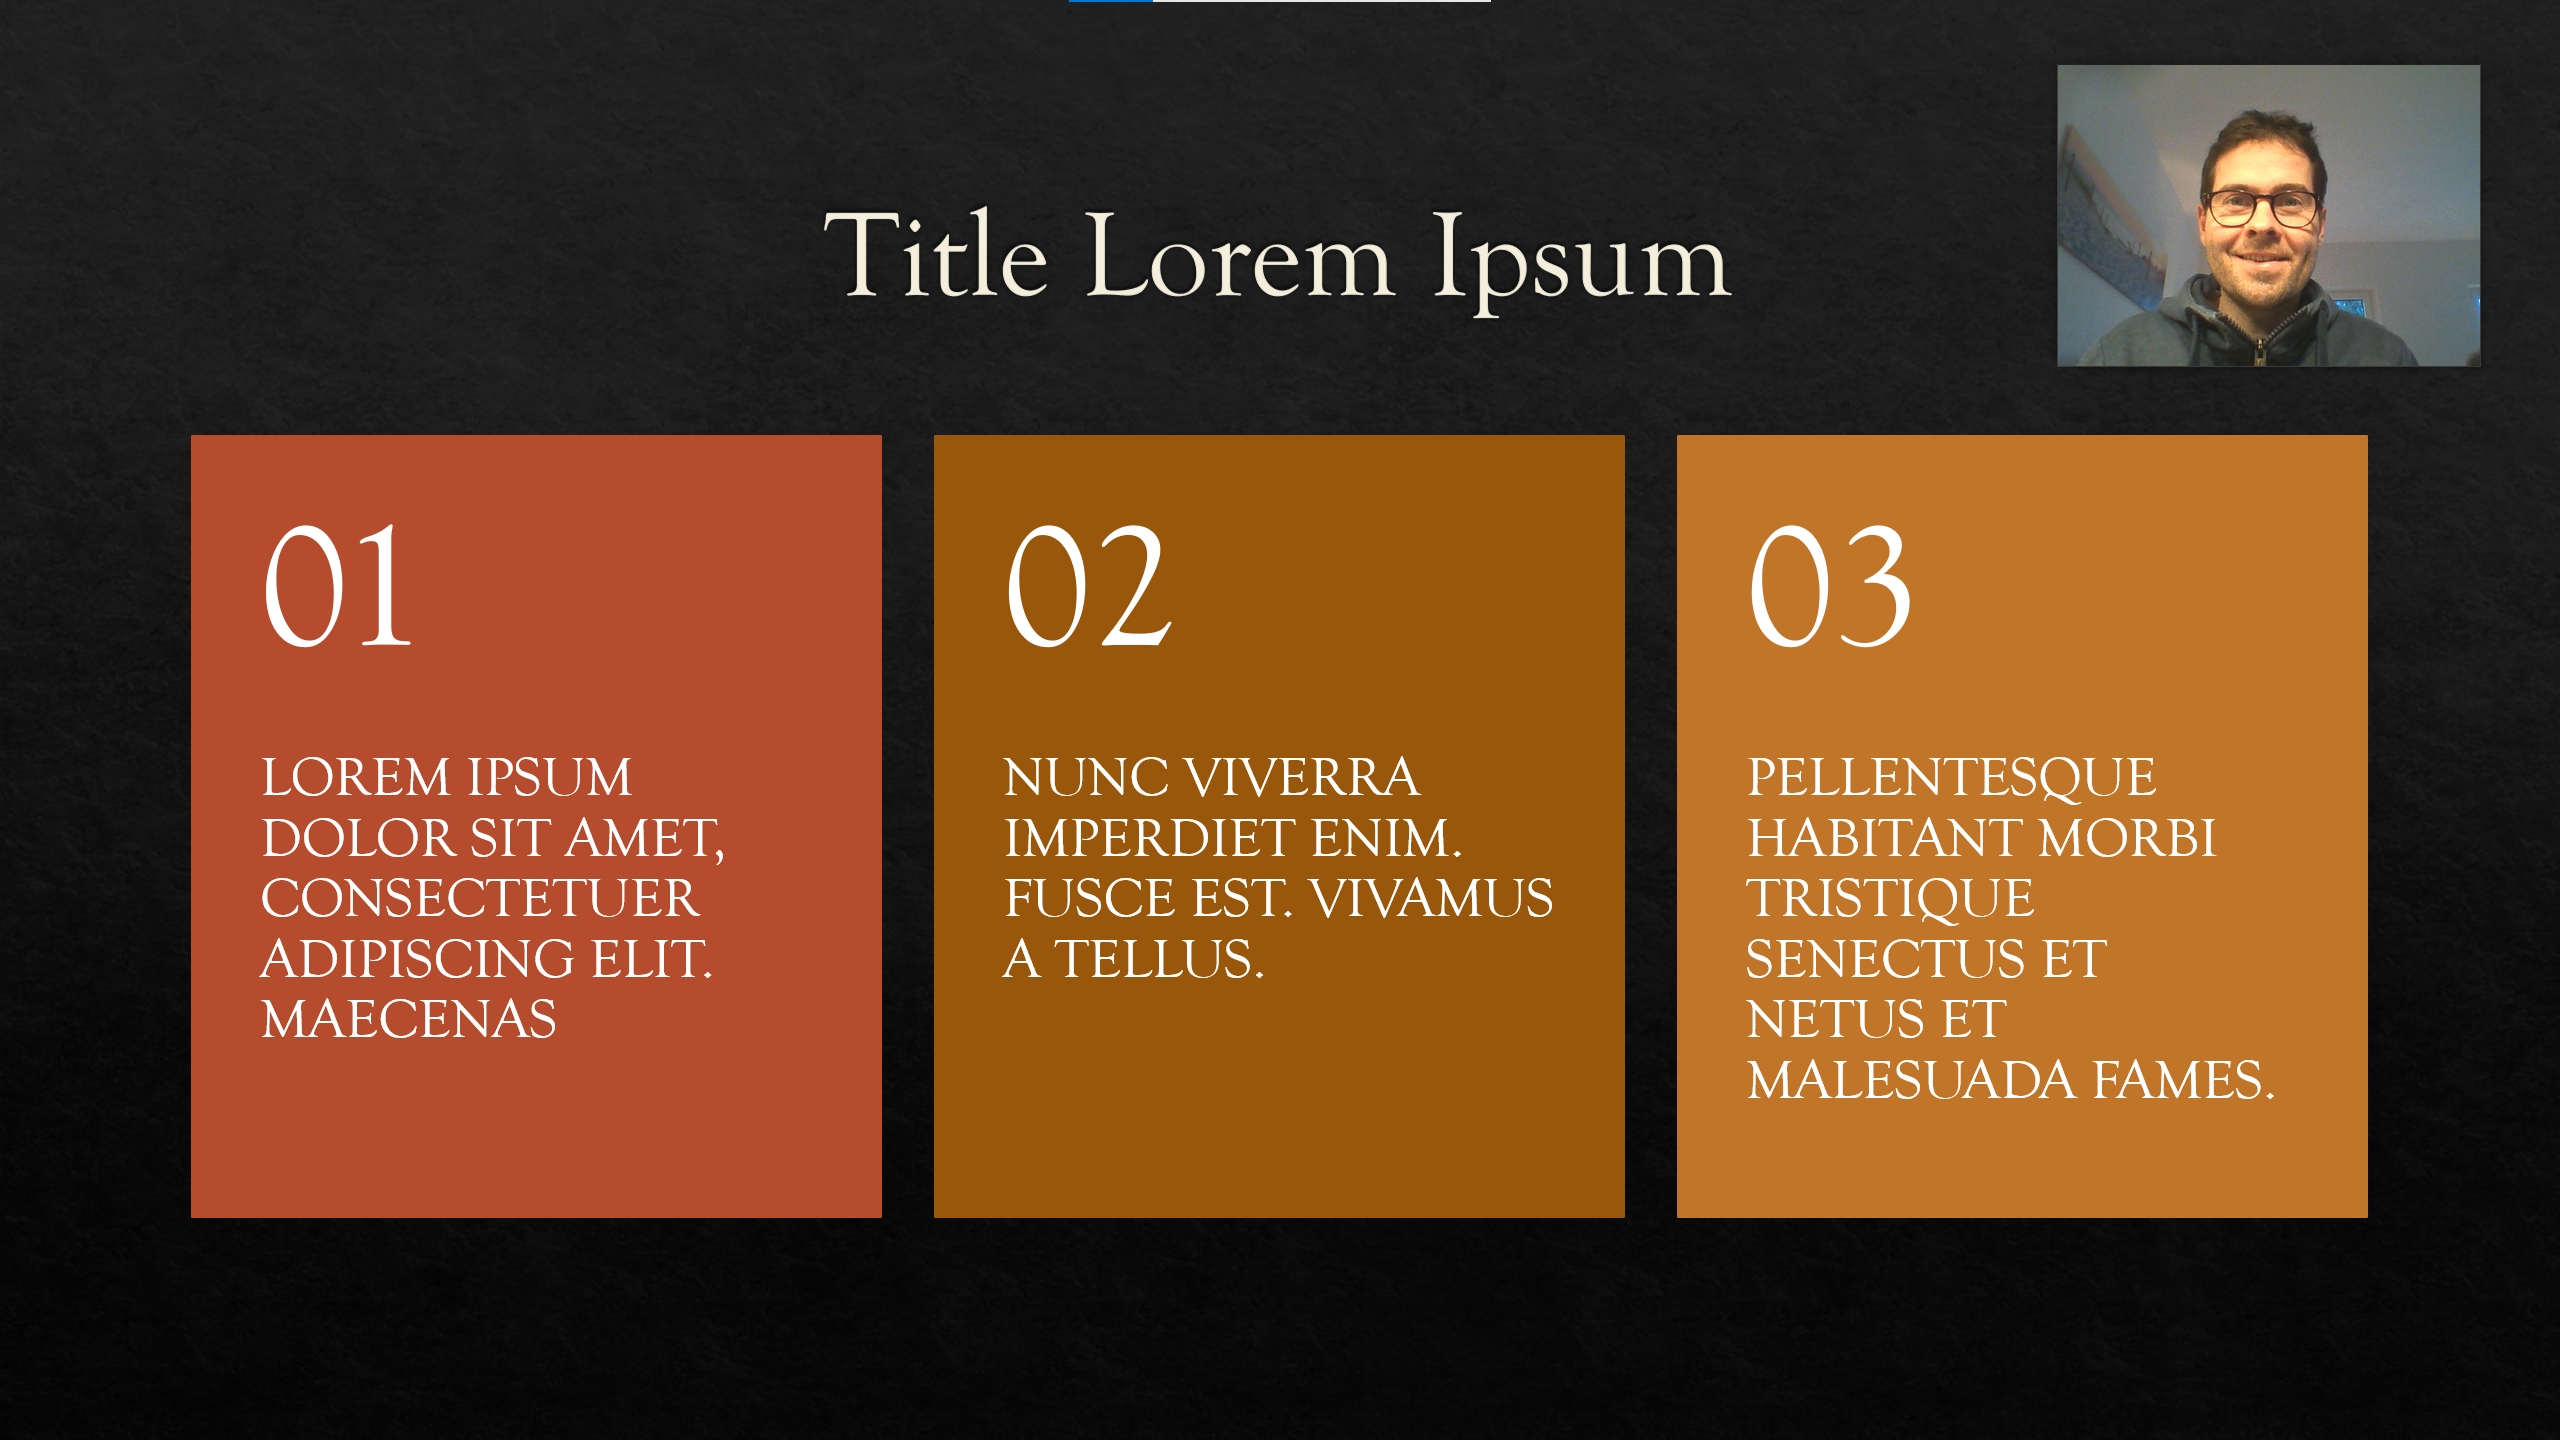 Title Lorem Ipsum
01
LOREM IPSUM
DOLOR SIT AMET,
CONSECTETUER
ADIPISCING ELIT.
MAECENAS
02
NUNC VIVERRA
IMPERDIET ENIM.
FUSCE EST. VIVAMUS
A TELLUS.
03
PELLENTESQUE
HABITANT MORBI
TRISTIQUE
SENECTUS ET
NETUS ET
MALESUADA FAMES.